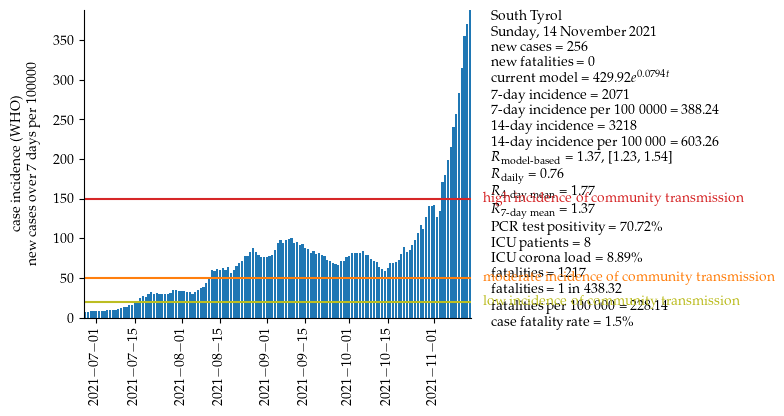 case incidence (WHO)
new cases over 7 days per 100000
350
300
250
200
150
100
50
0
2021−07−01
2021−07−15
2021−08−01
2021−08−15
2021−09−01
2021−09−15
2021−10−01
2021−10−15
2021−11−01
South Tyrol
Sunday, 14 November 2021
new cases = 256
new fatalities = 0
current model = 429.92e^0.0794t
7-day incidence = 2071
7-day incidence per 100 0000 = 388.24
14-day incidence = 3218
14-day incidence per 100 000 = 603.26
R model-based = 1.37, [1.23, 1.54]
R daily = 0.76
R 4-day mean = 1.77
high incidence of community transmission
R 7-day mean = 1.37
PCR test positivity = 70.72%
ICU patients = 8
ICU corona load = 8.89%
fatalities = 1217
moderate incidence of community transmission
fatalities = 1 in 438.32
low incidence of community transmission
fatalities per 100 000 = 228.14
case fatality rate = 1.5%